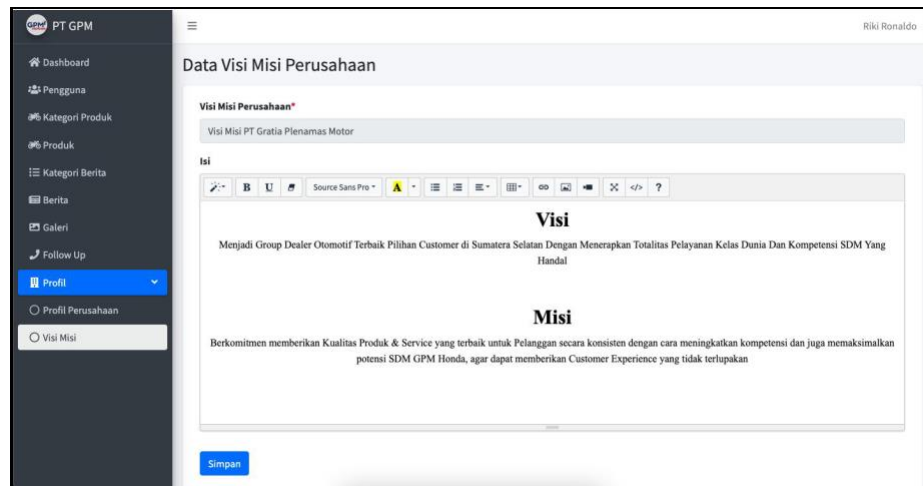 GPM PT GPM
Riki Ronaldo
Dashboard
Pengguna
Kategori Produk
Produk
Kategori Berita
Berita
Galeri
Follow Up
Profil
Profil Perusahaan
Visi Misi
Data Visi Misi Perusahaan
Visi Misi Perusahaan*
Visi Misi PT Gratia Plenamas Motor
Isi
B U Source Sans Pro A </> ?
Visi
Menjadi Group Dealer Otomotif Terbaik Pilihan Customer di Sumatera Selatan Dengan Menerapkan Totalitas Pelayanan Kelas Dunia Dan Kompetensi SDM Yang
Handal
Misi
Berkomitmen memberikan Kualitas Produk & Service yang terbaik untuk Pelanggan secara konsisten dengan cara meningkatkan kompetensi dan juga memaksimalkan
potensi SDM GPM Honda, agar dapat memberikan Customer Experience yang tidak terlupakan
Simpan